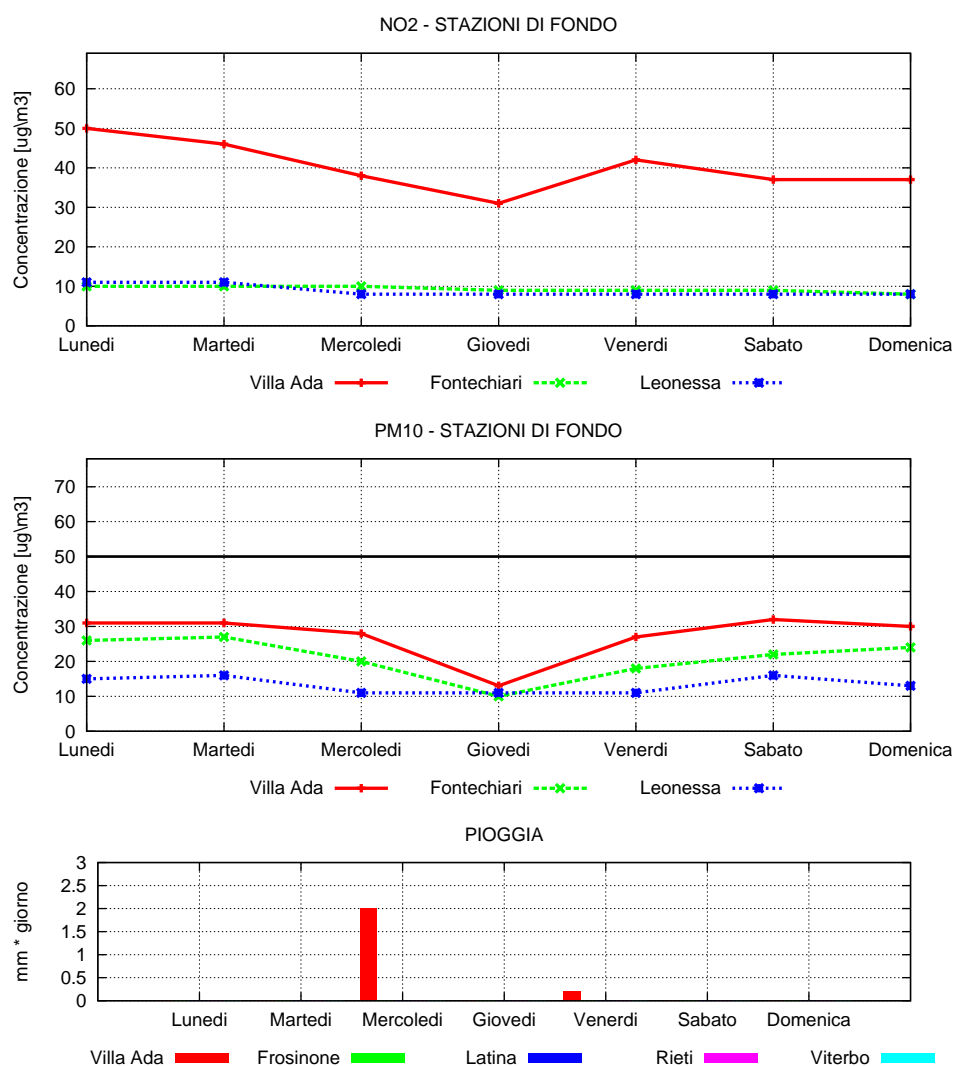 NO2 - STAZIONI DI FONDO
Concentrazione [ug\m3]
60
50
40
30
20
10
0
Lunedi Martedi Mercoledi Giovedi Venerdi Sabato Domenica
Villa Ada Fontechiari Leonessa
PM10 - STAZIONI DI FONDO
Concentrazione [ug\m3]
70
60
50
40
30
20
10
0
Lunedi Martedi Mercoledi Giovedi Venerdi Sabato Domenica
Villa Ada Fontechiari Leonessa
PIOGGIA
mm * giorno
3
2.5
2
1.5
1
0.5
0
Lunedi Martedi Mercoledi Giovedi Venerdi Sabato Domenica
Villa Ada Frosinone Latina Rieti Viterbo